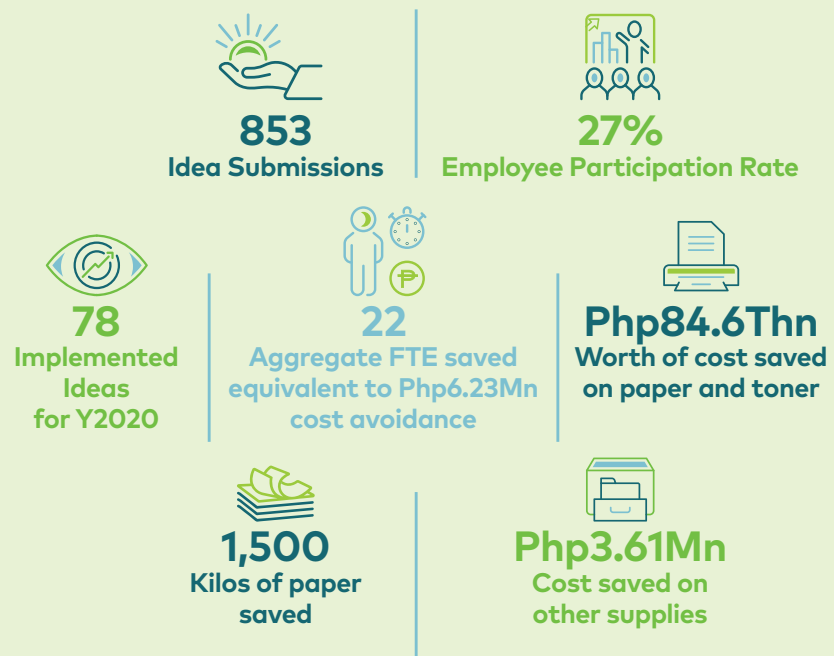 853
Idea Submissions
27%
Employee Participation Rate
78
Implemented
Ideas
for Y2020
22
Aggregate FTE saved
equivalent to Php6.23Mn
cost avoidance
Php84.6Thn
Worth of cost saved
on paper and toner
1,500
Kilos of paper
saved
Php3.61Mn
Cost saved on
other supplies